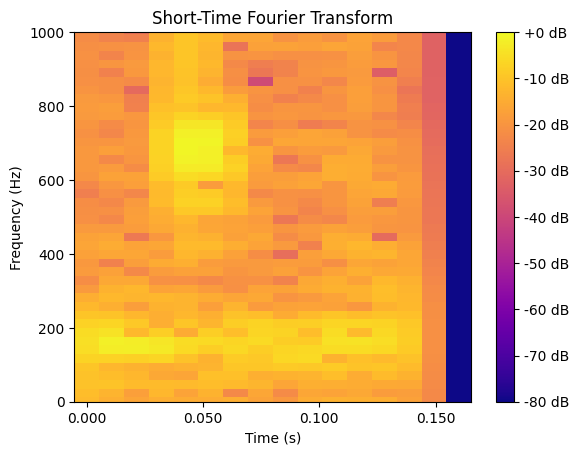 Short-Time Fourier Transform
1000
800
600
400
200
0
Frequency (Hz)
0.000
0.050
0.100
0.150
Time (s)
+0 dB
-10 dB
-20 dB
-30 dB
-40 dB
-50 dB
-60 dB
-70 dB
-80 dB